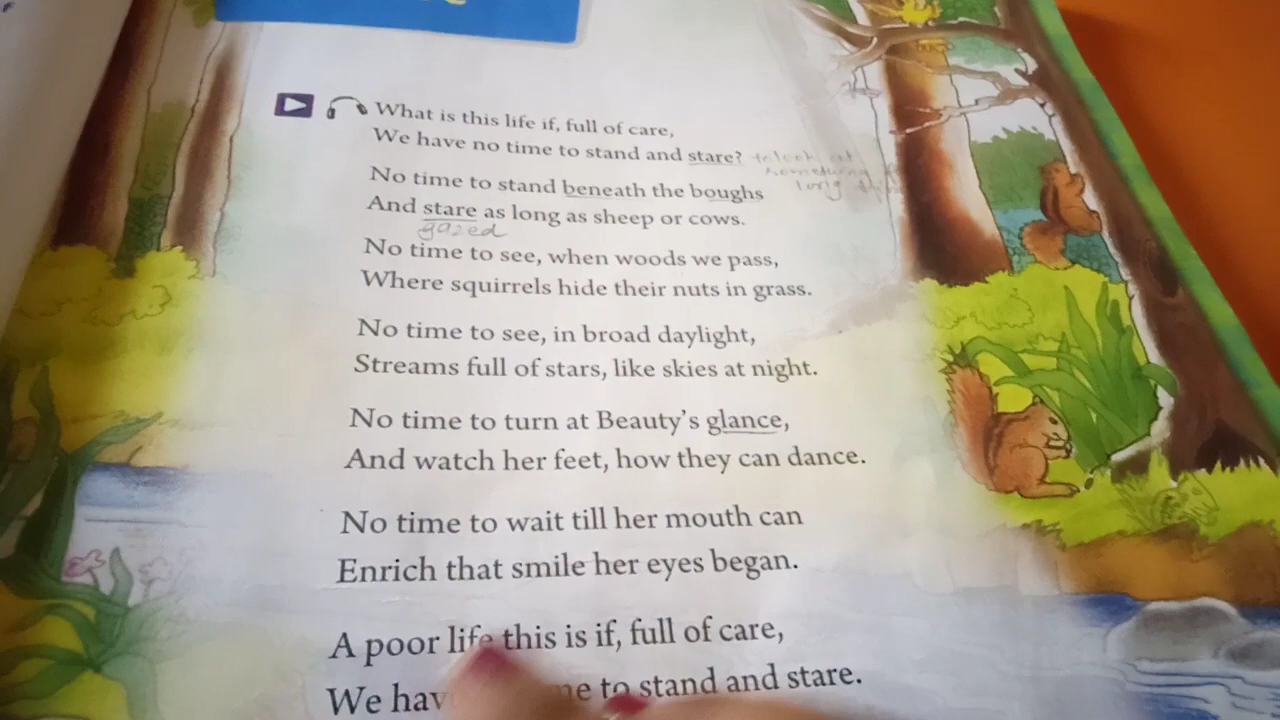 What is this life if, full of care,
We have no time to stand and stare? to look at
something
long
No time to stand beneath the boughs
And stare as long as sheep or cows.
gazed
No time to see, when woods we pass,
Where squirrels hide their nuts in grass.
No time to see, in broad daylight,
Streams full of stars, like skies at night.
No time to turn at Beauty's glance,
And watch her feet, how they can dance.
No time to wait till her mouth can
Enrich that smile her eyes began.
A poor life this is if, full of care,
We to stand and stare.